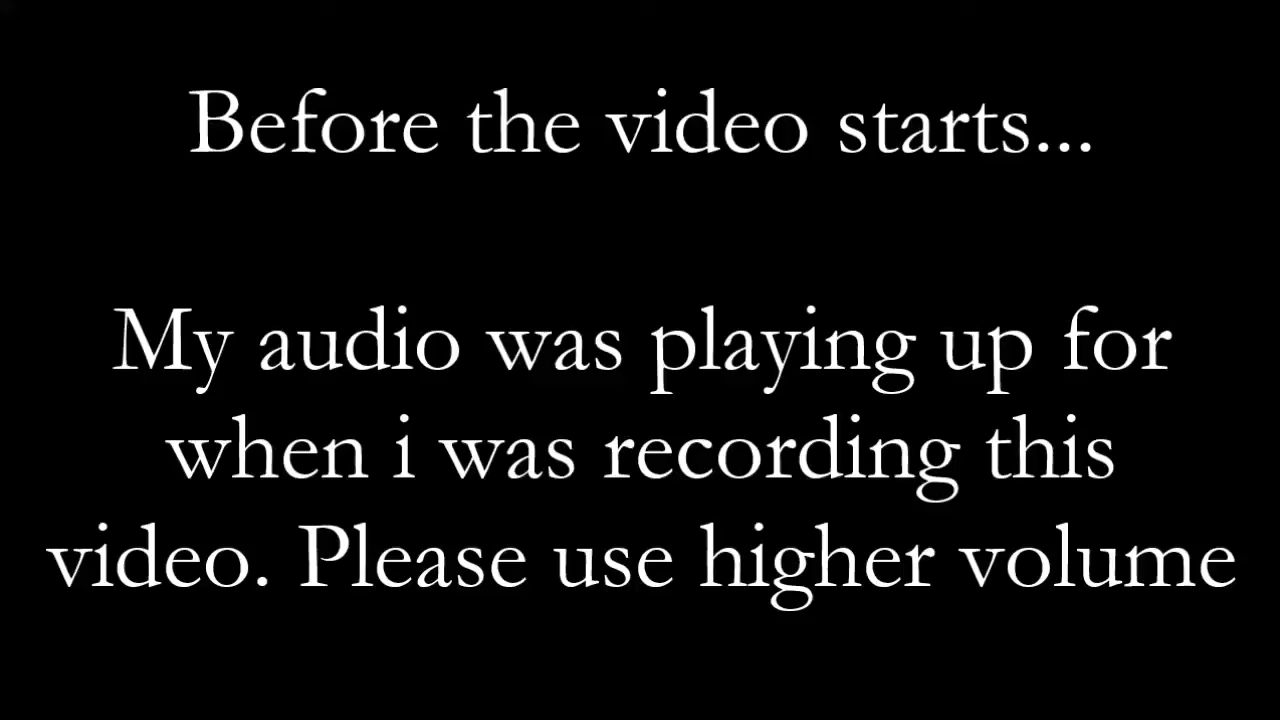 Before the video starts...
My audio was playing up for
when i was recording this
video. Please use higher volume